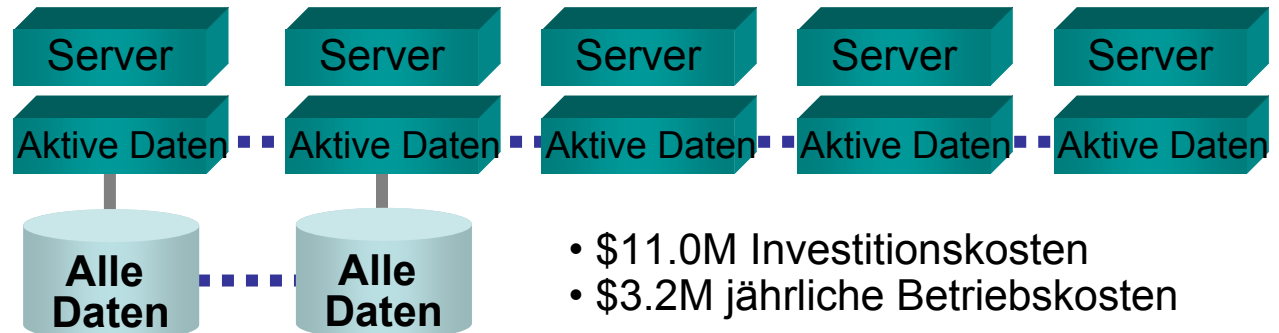 Server Server Server Server Server
Aktive Daten Aktive Daten Aktive Daten Aktive Daten Aktive Daten
Alle
Daten
Alle
Daten
• $11.0M Investitionskosten
• $3.2M jährliche Betriebskosten